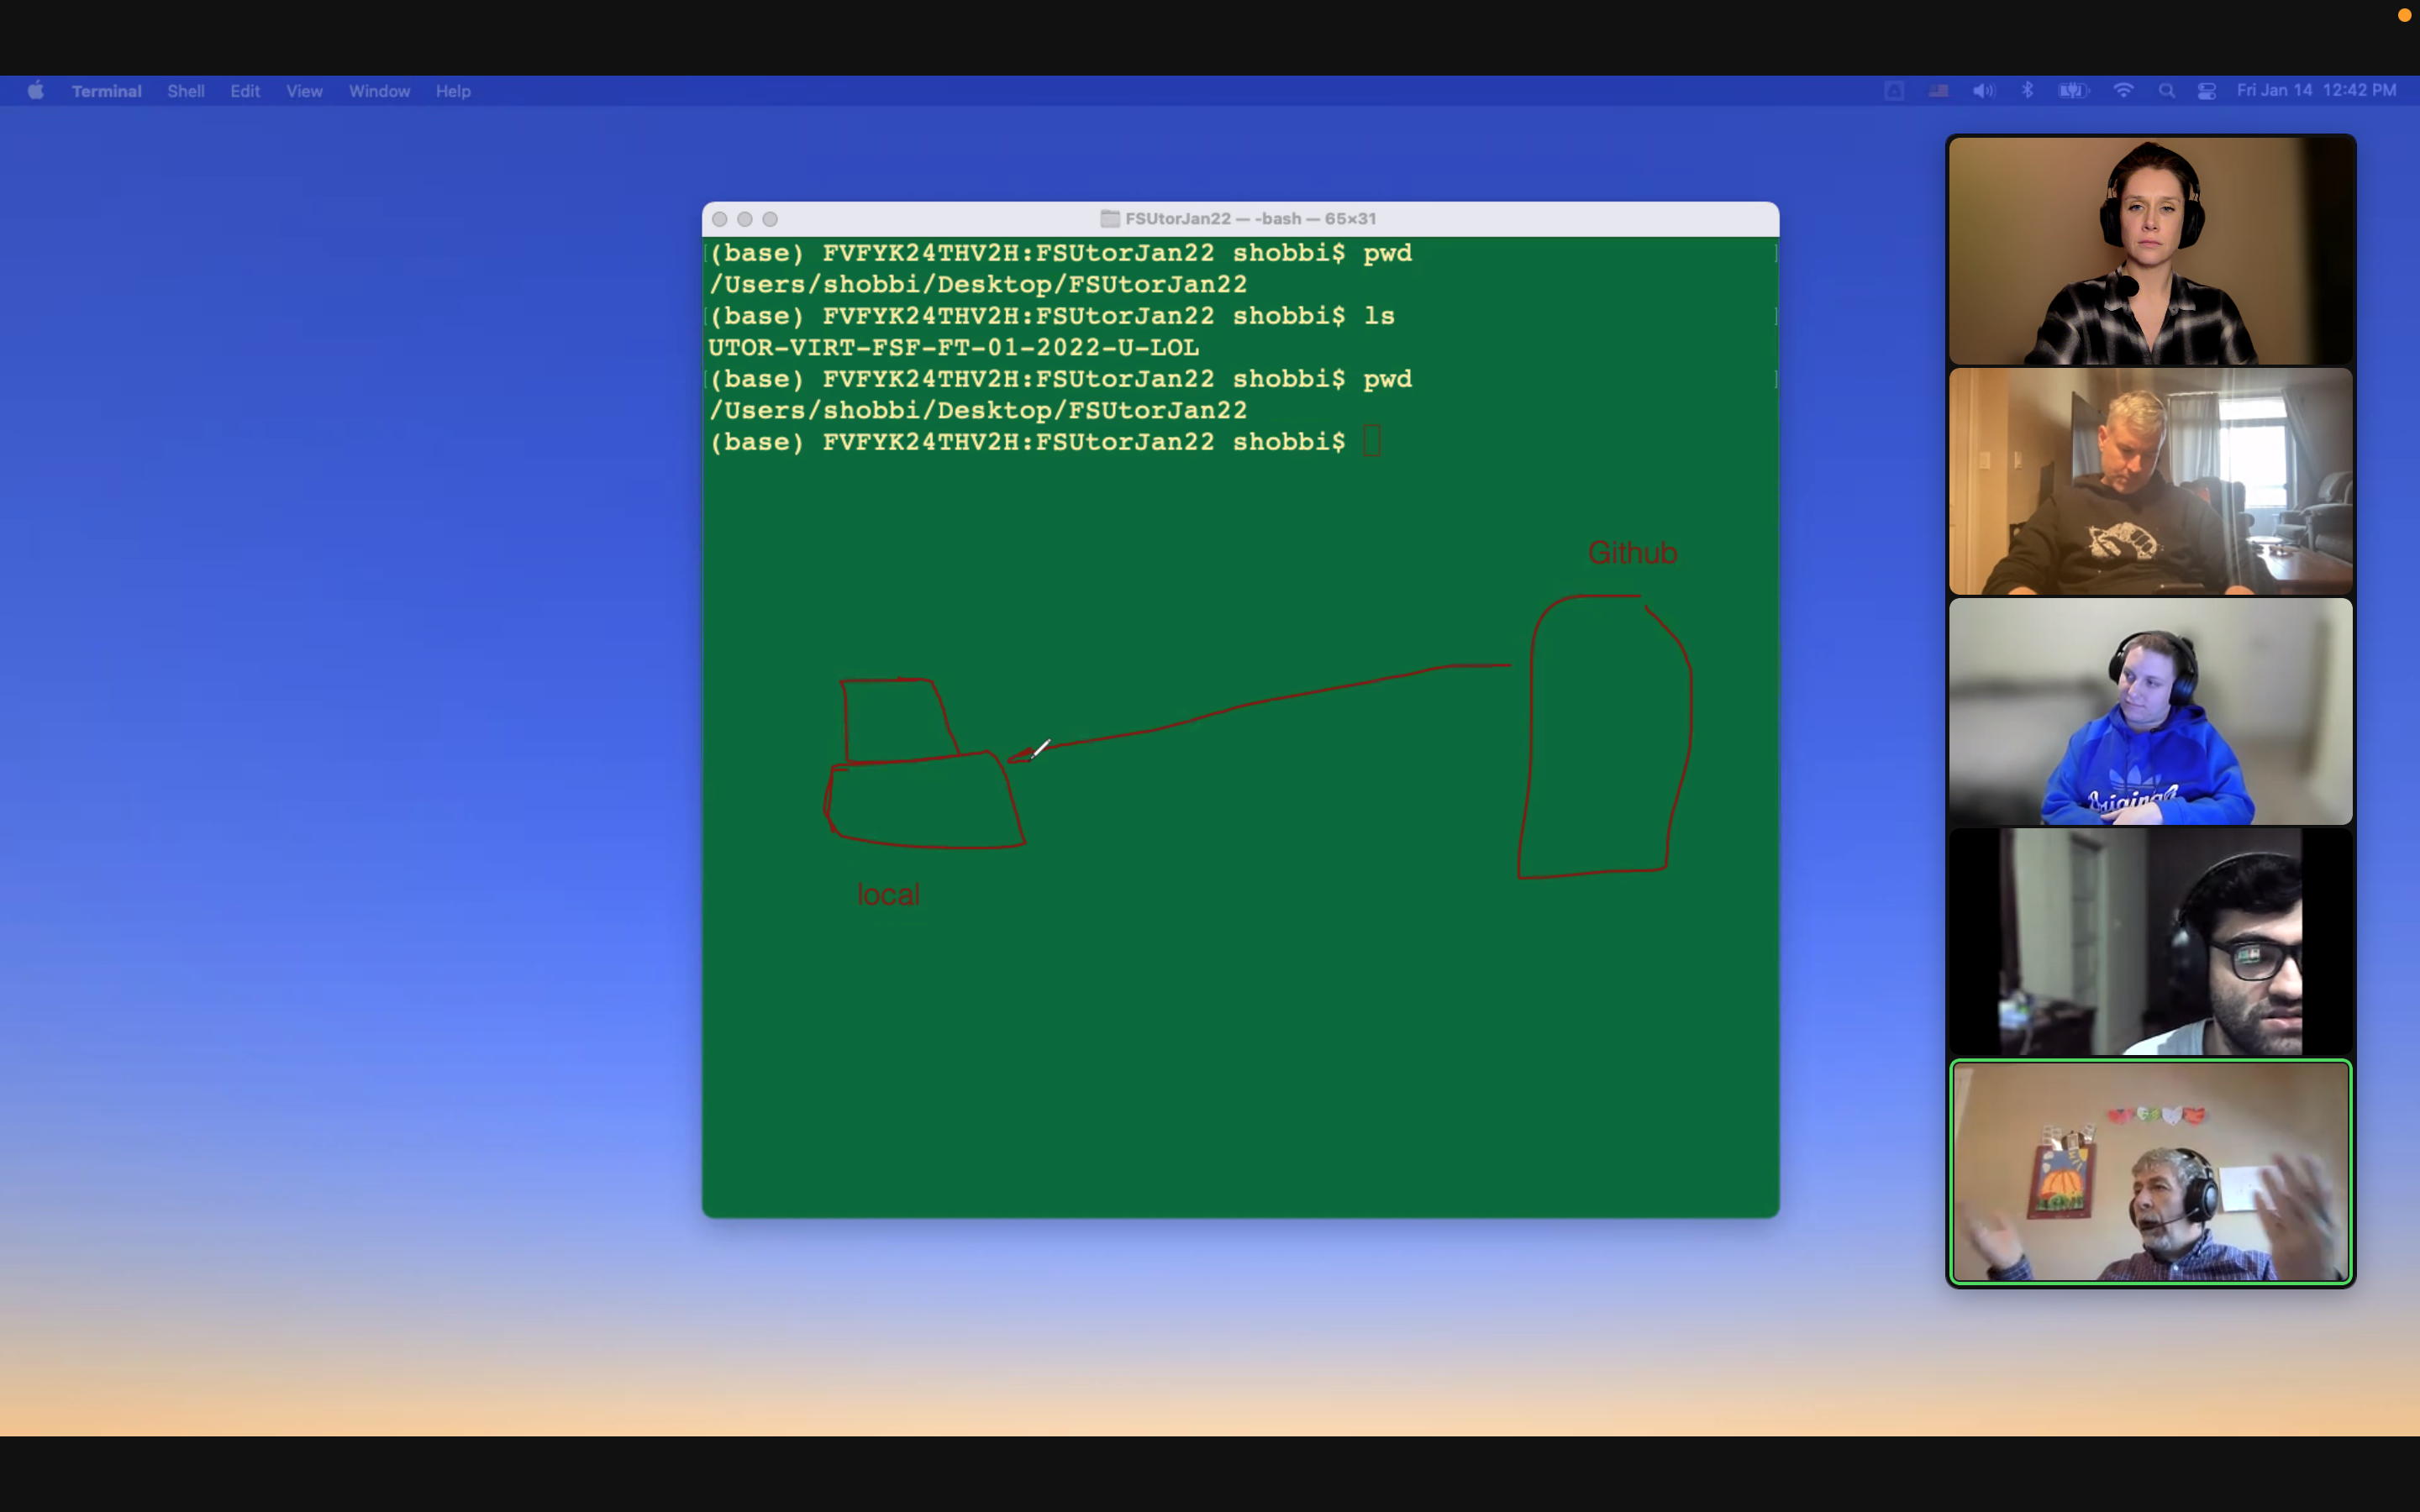 Terminal Shell Edit View Window Help Fri Jan 14 12:42 PM
FSUtorJan22 — -bash — 65×31
(base) FVFYK24THV2H:FSUtorJan22 shobbi$ pwd
/Users/shobbi/Desktop/FSUtorJan22
(base) FVFYK24THV2H:FSUtorJan22 shobbi$ ls
UTOR-VIRT-FSF-FT-01-2022-U-LOL
(base) FVFYK24THV2H:FSUtorJan22 shobbi$ pwd
/Users/shobbi/Desktop/FSUtorJan22
(base) FVFYK24THV2H:FSUtorJan22 shobbi$
Github
local
Originals